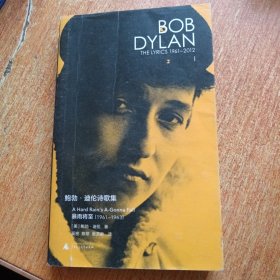 BOB
DYLAN
THE LYRICS 1961-2012
鲍勃·迪伦诗歌集
A Hard Rain's A-Gonna Fall
暴雨将至 [1961-1963]
[美] 鲍勃·迪伦 著